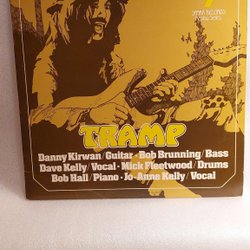 TRAMP
Danny Kirwan/Guitar · Bob Brunning/Bass
Dave Kelly/Vocal · Mick Fleetwood/Drums
Bob Hall/Piano · Jo-Anne Kelly/Vocal